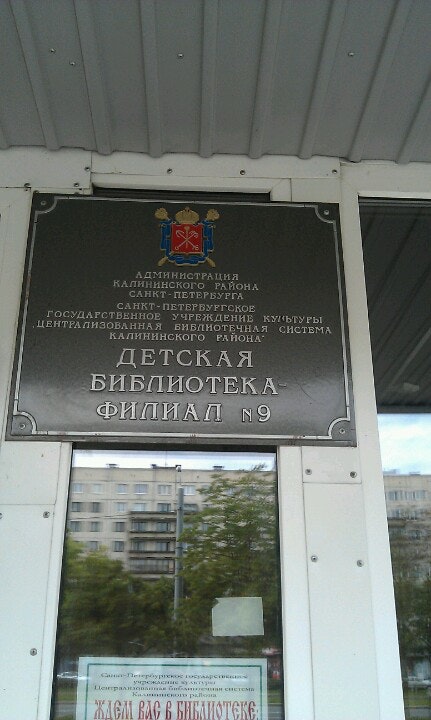 АДМИНИСТРАЦИЯ
КАЛИНИНСКОГО РАЙОНА
САНКТ-ПЕТЕРБУРГА
САНКТ-ПЕТЕРБУРГСКОЕ
ГОСУДАРСТВЕННОЕ УЧРЕЖДЕНИЕ КУЛЬТУРЫ
"ЦЕНТРАЛИЗОВАННАЯ БИБЛИОТЕЧНАЯ СИСТЕМА
КАЛИНИНСКОГО РАЙОНА"
ДЕТСКАЯ
БИБЛИОТЕКА-
ФИЛИАЛ №9
Санкт-Петербургское государственное
учреждение культуры
Централизованная библиотечная система
Калининского района
ЖДЕМ ВАС В БИБЛИОТЕКЕ